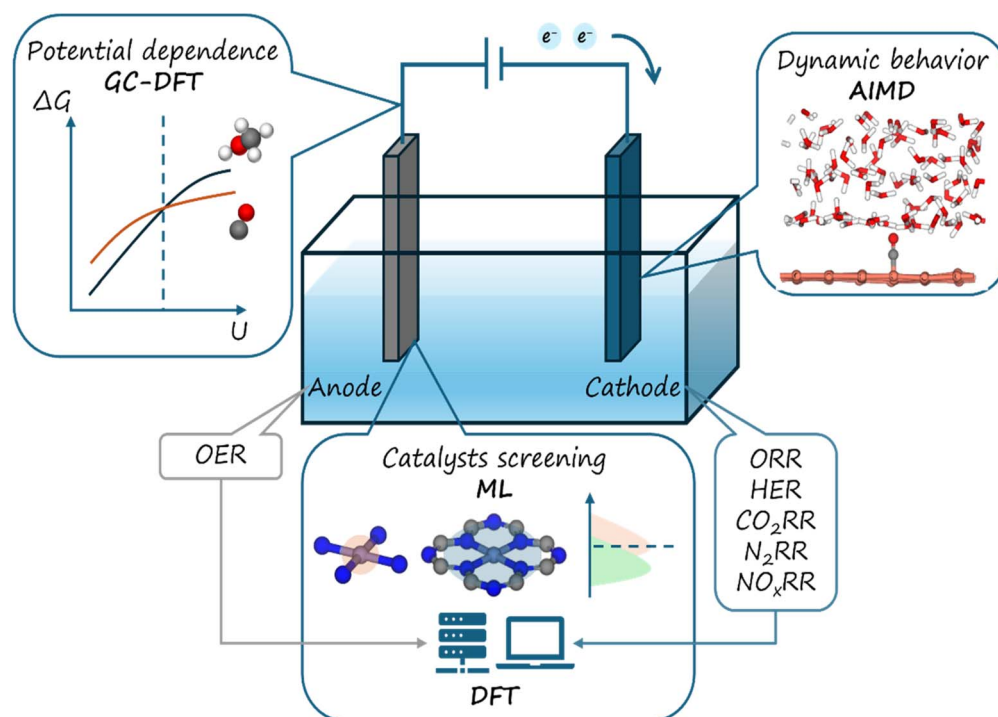 Potential dependence
GC-DFT
ΔG
U
e⁻ e⁻
Dynamic behavior
AIMD
Anode
Cathode
OER
Catalysts screening
ML
DFT
ORR
HER
CO₂RR
N₂RR
NOₓRR